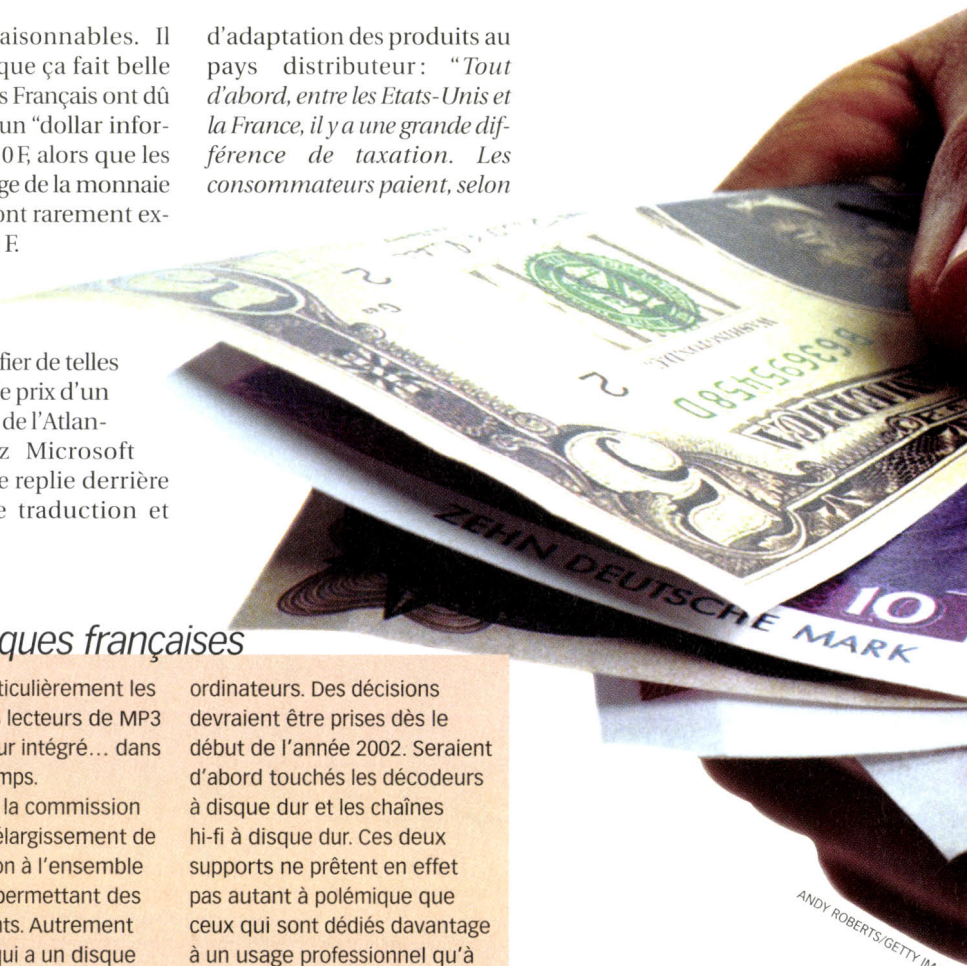 aisonnables. Il
que ça fait belle
s Français ont dû
un “dollar infor-
0 F, alors que les
ge de la monnaie
ont rarement ex-
F.
fier de telles
e prix d'un
de l'Atlan-
z Microsoft
e replie derrière
e traduction et
d'adaptation des produits au
pays distributeur : “Tout
d'abord, entre les Etats-Unis et
la France, il y a une grande dif-
férence de taxation. Les
consommateurs paient, selon
WASHINGTON, D.C.
B63695458D
MERICA
5
ZEHN DEUTSCHE MARK
10
ques françaises
ticulièrement les
lecteurs de MP3
ur intégré… dans
mps.
la commission
élargissement de
on à l'ensemble
permettant des
nts. Autrement
qui a un disque
ordinateurs. Des décisions
devraient être prises dès le
début de l'année 2002. Seraient
d'abord touchés les décodeurs
à disque dur et les chaînes
hi-fi à disque dur. Ces deux
supports ne prêtent en effet
pas autant à polémique que
ceux qui sont dédiés davantage
à un usage professionnel qu'à
ANDY ROBERTS/GETTY IM